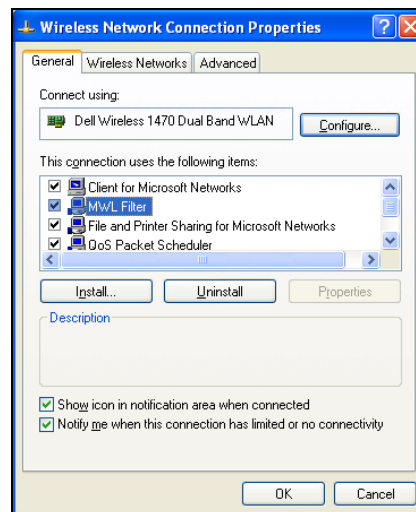 Wireless Network Connection Properties
General Wireless Networks Advanced
Connect using:
Dell Wireless 1470 Dual Band WLAN Configure...
This connection uses the following items:
Client for Microsoft Networks
MWL Filter
File and Printer Sharing for Microsoft Networks
QoS Packet Scheduler
Install... Uninstall Properties
Description
Show icon in notification area when connected
Notify me when this connection has limited or no connectivity
OK Cancel